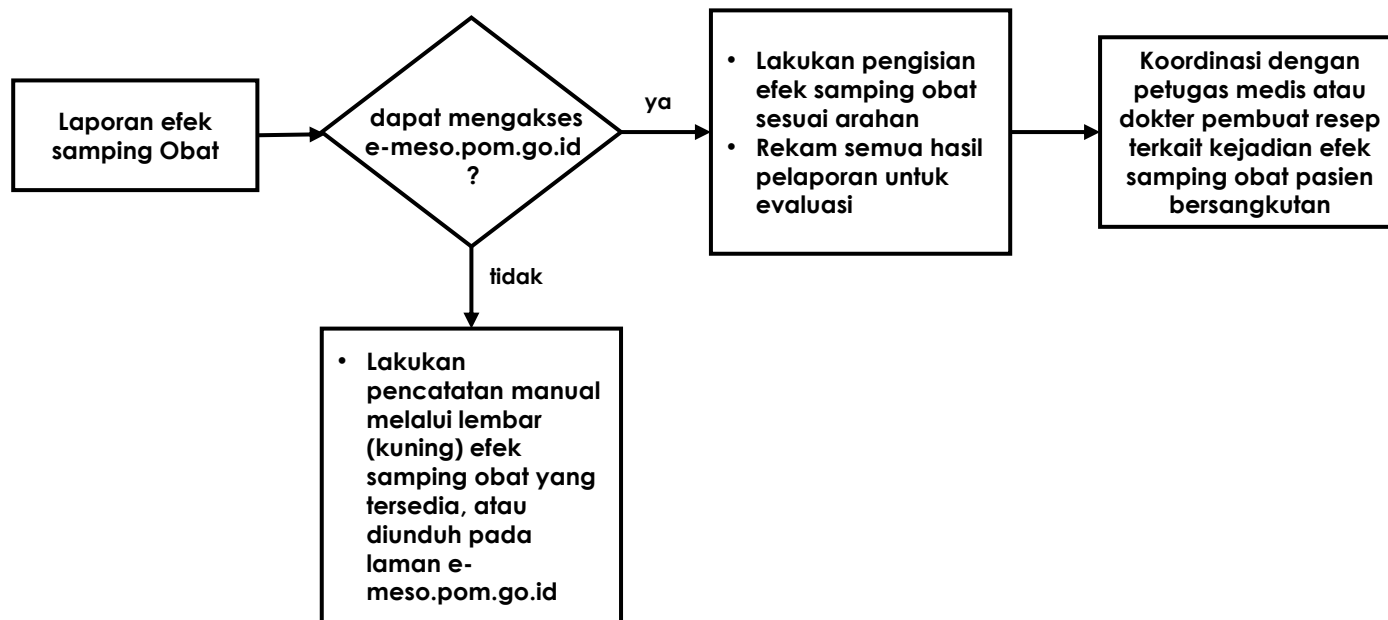 Laporan efek
samping Obat
dapat mengakses
e-meso.pom.go.id
?
ya
• Lakukan pengisian
efek samping obat
sesuai arahan
• Rekam semua hasil
pelaporan untuk
evaluasi
Koordinasi dengan
petugas medis atau
dokter pembuat resep
terkait kejadian efek
samping obat pasien
bersangkutan
tidak
• Lakukan
pencatatan manual
melalui lembar
(kuning) efek
samping obat yang
tersedia, atau
diunduh pada
laman e-
meso.pom.go.id